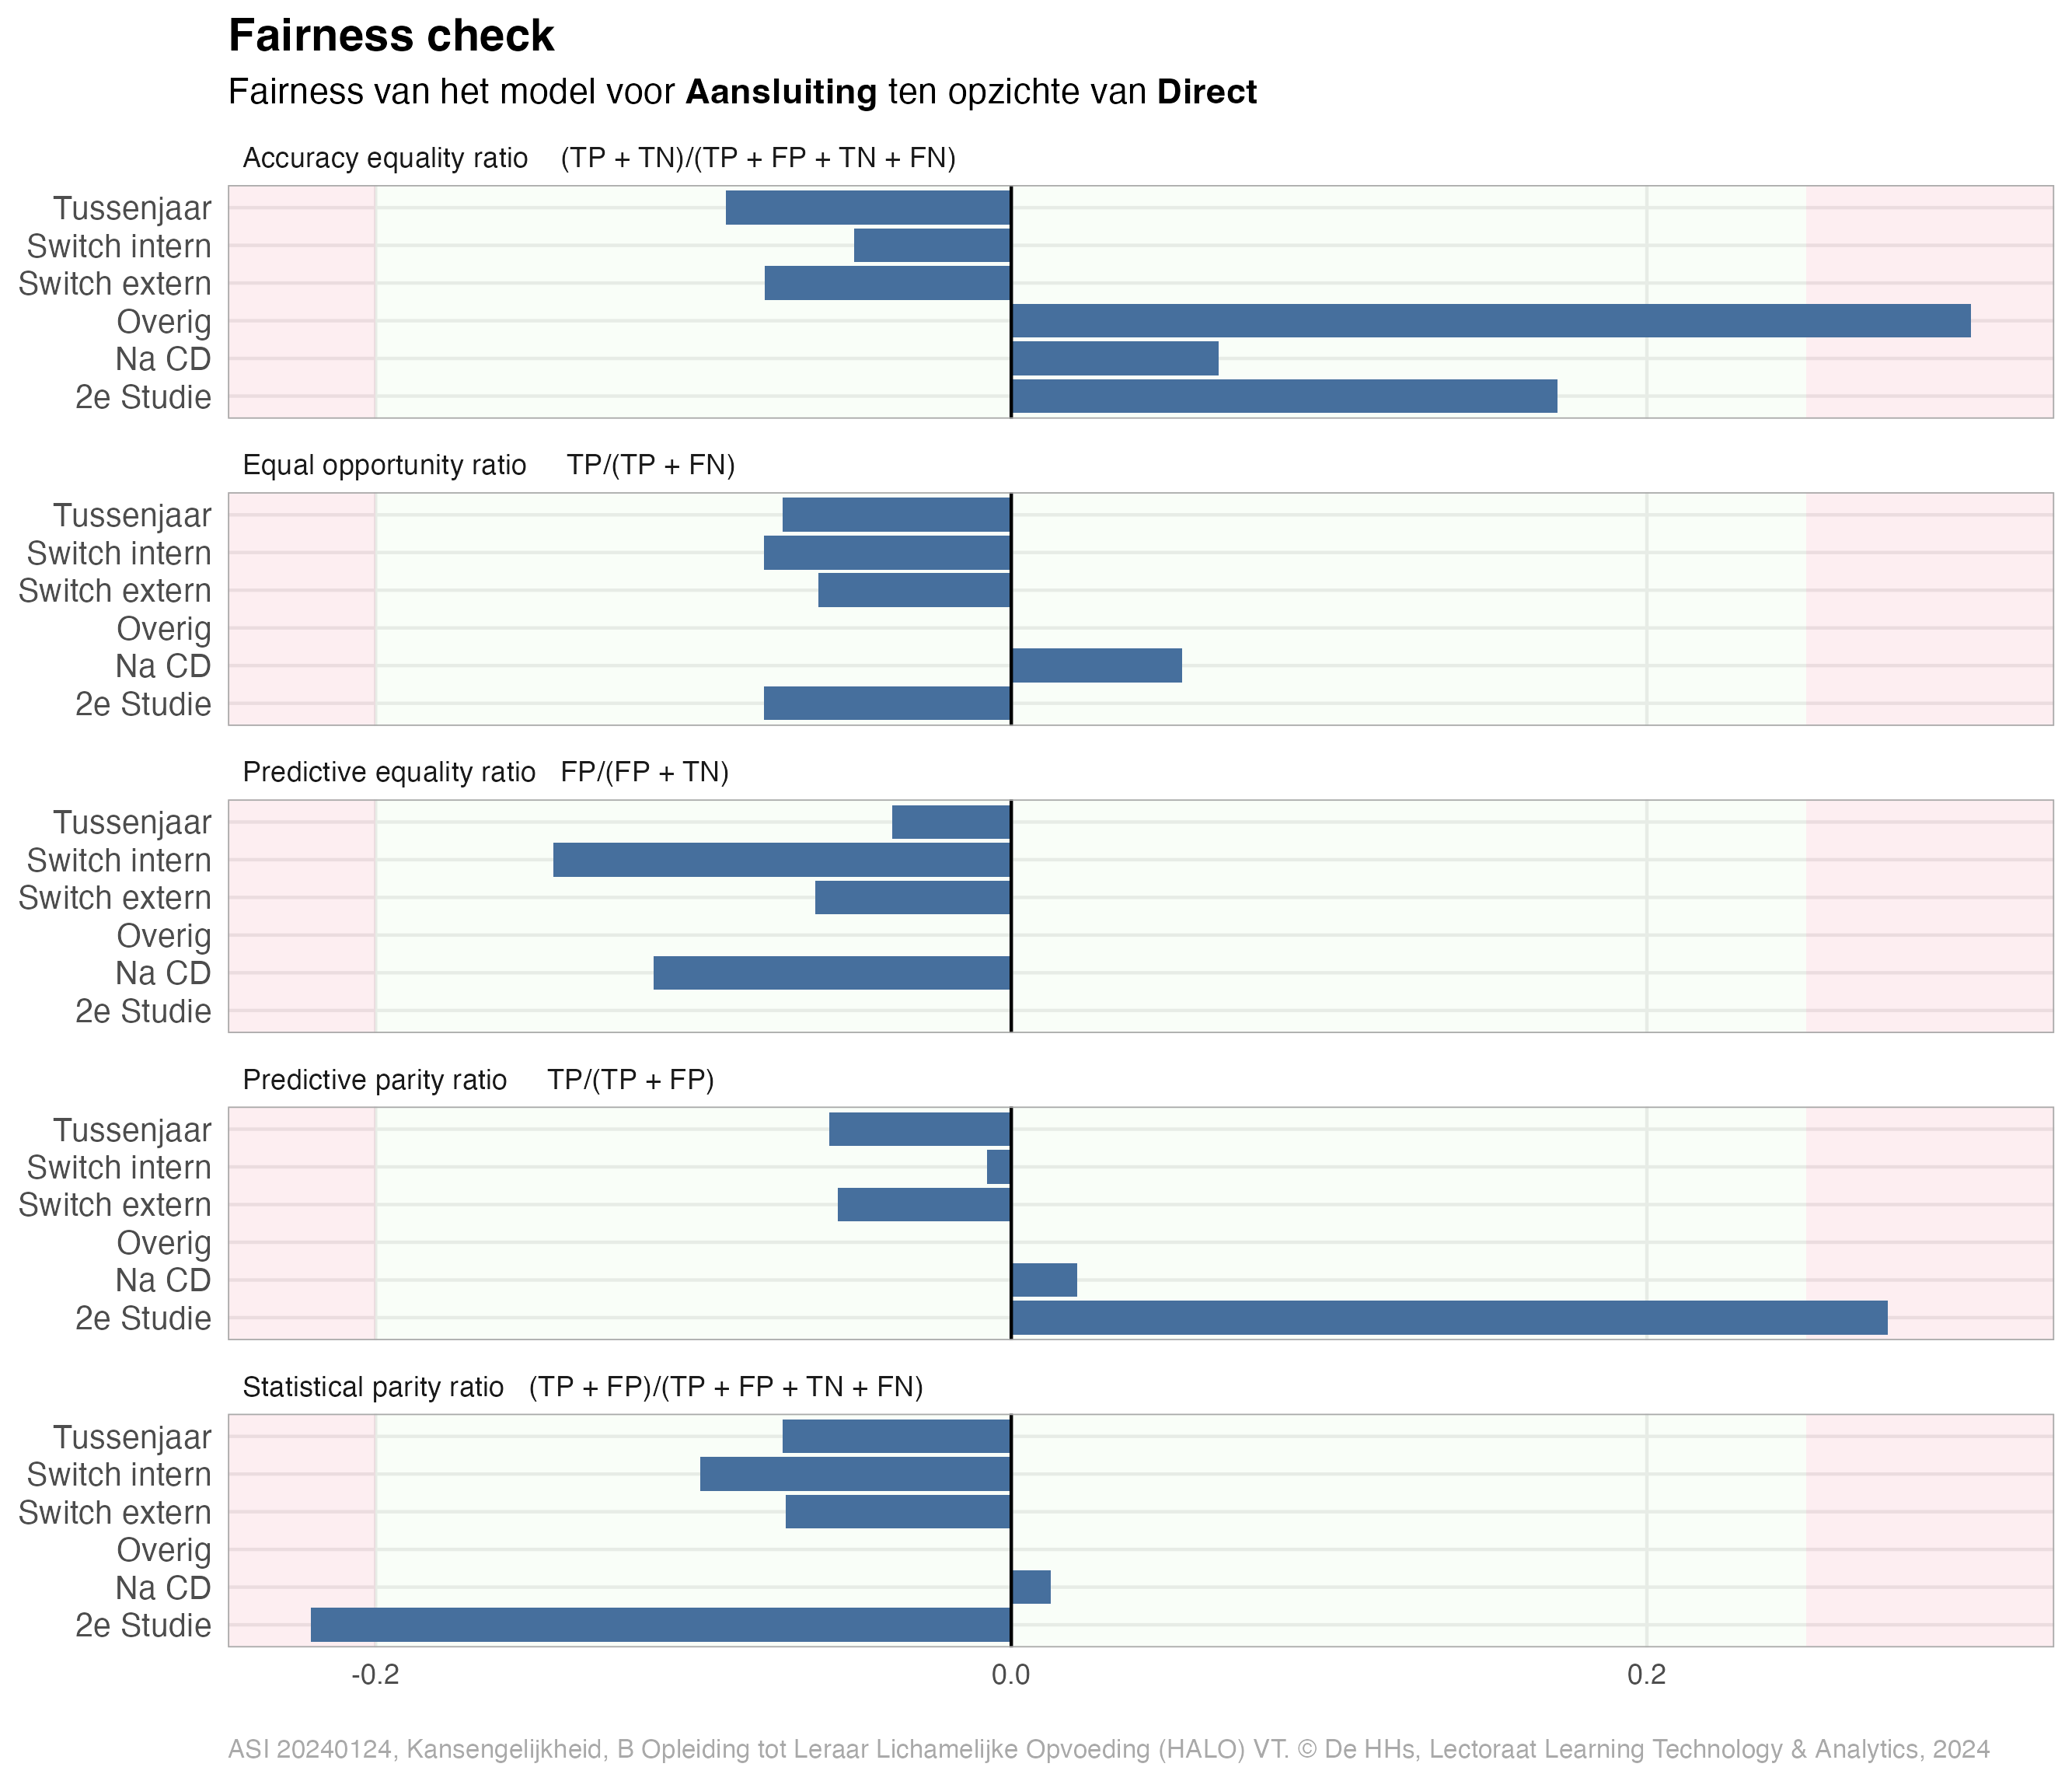 Fairness check
Fairness van het model voor Aansluiting ten opzichte van Direct
Accuracy equality ratio (TP + TN)/(TP + FP + TN + FN)
Tussenjaar
Switch intern
Switch extern
Overig
Na CD
2e Studie
Equal opportunity ratio TP/(TP + FN)
Tussenjaar
Switch intern
Switch extern
Overig
Na CD
2e Studie
Predictive equality ratio FP/(FP + TN)
Tussenjaar
Switch intern
Switch extern
Overig
Na CD
2e Studie
Predictive parity ratio TP/(TP + FP)
Tussenjaar
Switch intern
Switch extern
Overig
Na CD
2e Studie
Statistical parity ratio (TP + FP)/(TP + FP + TN + FN)
Tussenjaar
Switch intern
Switch extern
Overig
Na CD
2e Studie
-0.2 0.0 0.2
ASI 20240124, Kansengelijkheid, B Opleiding tot Leraar Lichamelijke Opvoeding (HALO) VT. © De HHs, Lectoraat Learning Technology & Analytics, 2024